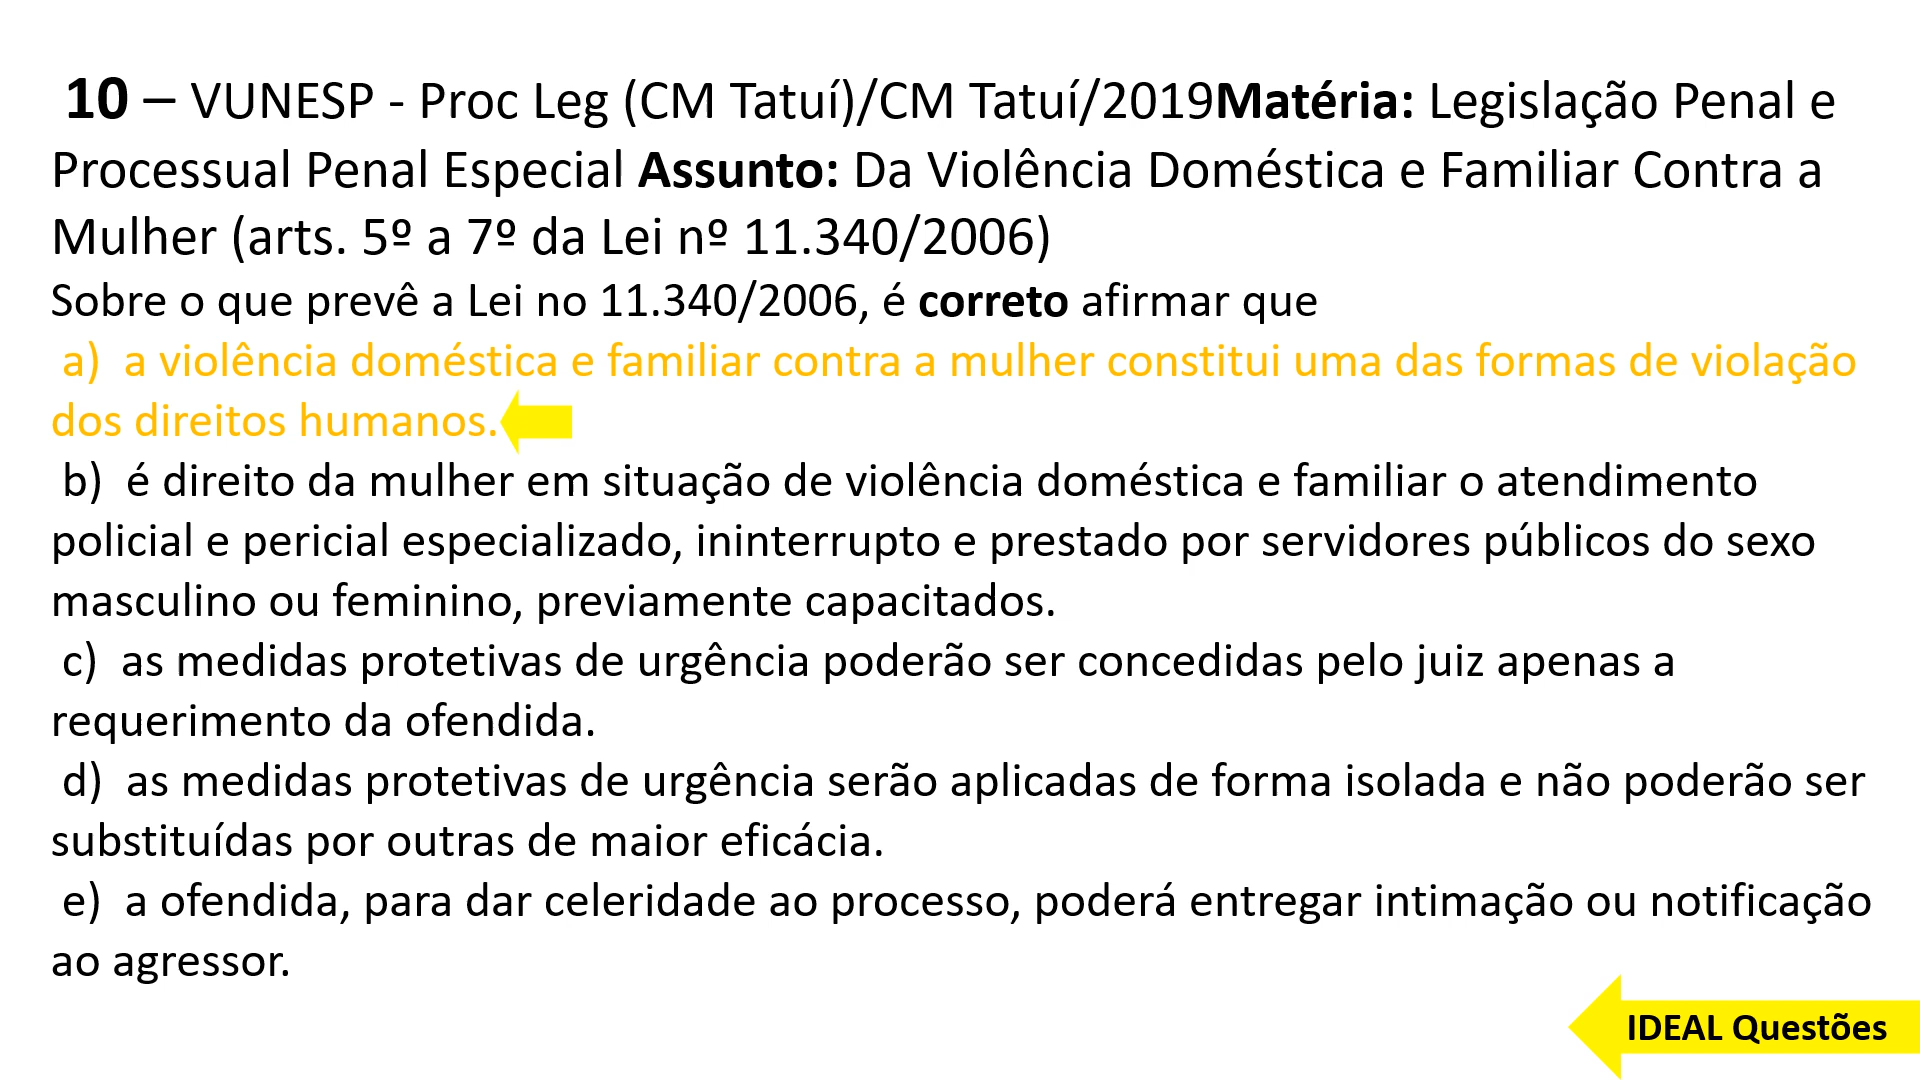 10 – VUNESP - Proc Leg (CM Tatuí)/CM Tatuí/2019Matéria: Legislação Penal e
Processual Penal Especial Assunto: Da Violência Doméstica e Familiar Contra a
Mulher (arts. 5º a 7º da Lei nº 11.340/2006)
Sobre o que prevê a Lei no 11.340/2006, é correto afirmar que
a) a violência doméstica e familiar contra a mulher constitui uma das formas de violação
dos direitos humanos.
b) é direito da mulher em situação de violência doméstica e familiar o atendimento
policial e pericial especializado, ininterrupto e prestado por servidores públicos do sexo
masculino ou feminino, previamente capacitados.
c) as medidas protetivas de urgência poderão ser concedidas pelo juiz apenas a
requerimento da ofendida.
d) as medidas protetivas de urgência serão aplicadas de forma isolada e não poderão ser
substituídas por outras de maior eficácia.
e) a ofendida, para dar celeridade ao processo, poderá entregar intimação ou notificação
ao agressor.
IDEAL Questões